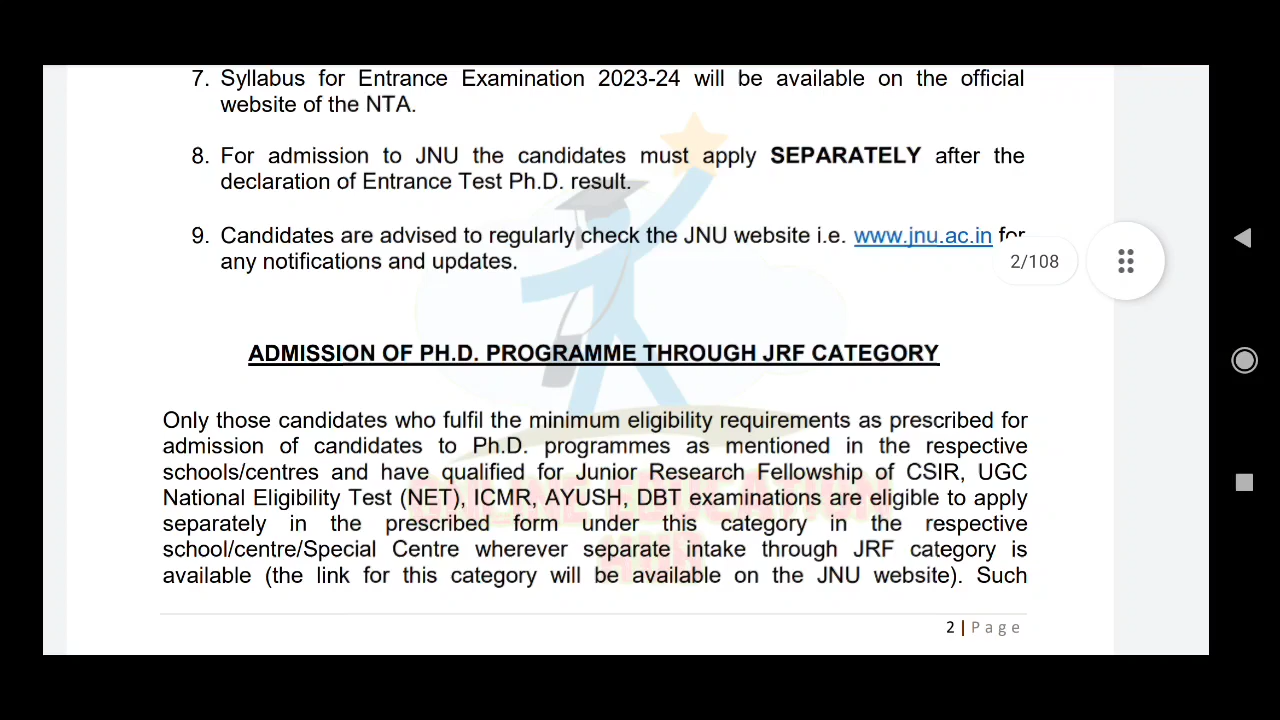 7. Syllabus for Entrance Examination 2023-24 will be available on the official
website of the NTA.
8. For admission to JNU the candidates must apply SEPARATELY after the
declaration of Entrance Test Ph.D. result.
9. Candidates are advised to regularly check the JNU website i.e. www.jnu.ac.in for
any notifications and updates.
2/108
ADMISSION OF PH.D. PROGRAMME THROUGH JRF CATEGORY
Only those candidates who fulfil the minimum eligibility requirements as prescribed for
admission of candidates to Ph.D. programmes as mentioned in the respective
schools/centres and have qualified for Junior Research Fellowship of CSIR, UGC
National Eligibility Test (NET), ICMR, AYUSH, DBT examinations are eligible to apply
separately in the prescribed form under this category in the respective
school/centre/Special Centre wherever separate intake through JRF category is
available (the link for this category will be available on the JNU website). Such
ONLINE EDUCATION
HUB
2 | Page